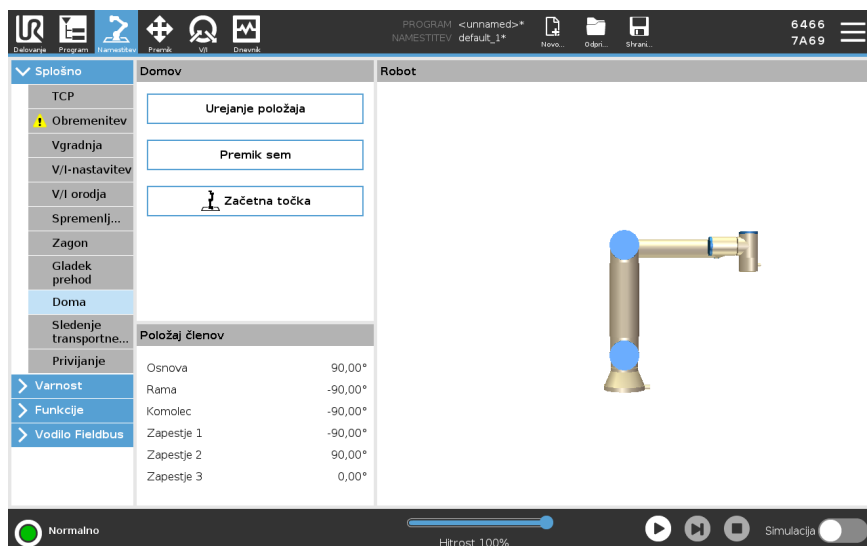 PROGRAM <unnamed>*
NAMESTITEV default_1*
6466
7A69
Delovanje Program Namestitev Premik V/I Dnevnik Novo... Odpri... Shrani...
Splošno
TCP
Obremenitev
Vgradnja
V/I-nastavitev
V/I orodja
Spremenlj...
Zagon
Gladek
prehod
Doma
Sledenje
transportne...
Privijanje
Varnost
Funkcije
Vodilo Fieldbus
Domov
Urejanje položaja
Premik sem
Začetna točka
Položaj členov
Osnova 90,00°
Rama -90,00°
Komolec -90,00°
Zapestje 1 -90,00°
Zapestje 2 90,00°
Zapestje 3 0,00°
Robot
Normalno
Hitrost 100%
Simulacija